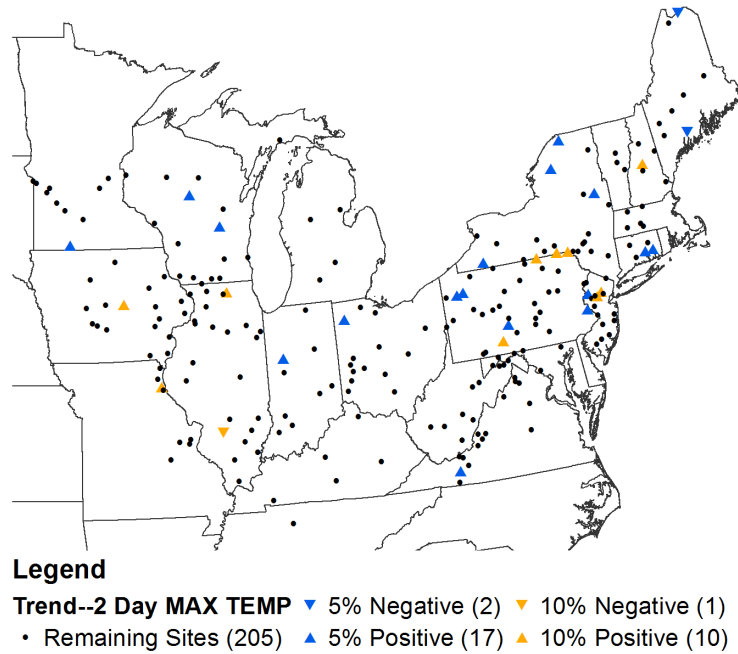 Legend
Trend--2 Day MAX TEMP ▼ 5% Negative (2) ▼ 10% Negative (1)
• Remaining Sites (205) ▲ 5% Positive (17) ▲ 10% Positive (10)